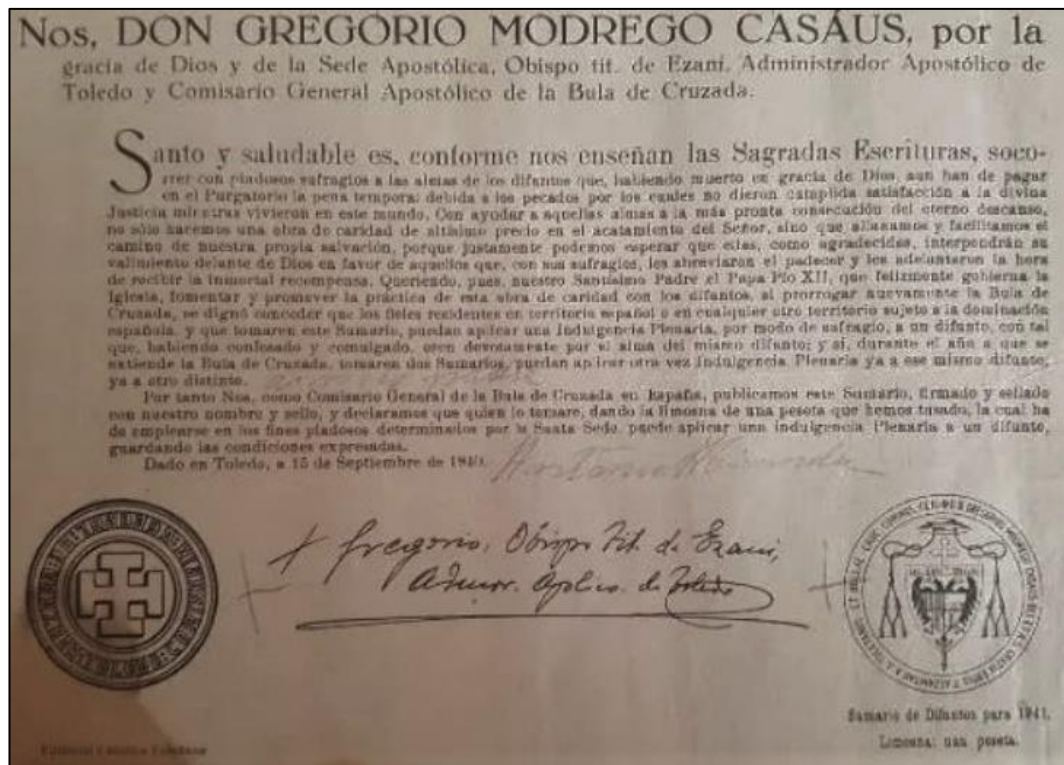 Nos, DON GREGORIO MODREGO CASÁUS, por la
gracia de Dios y de la Sede Apostólica, Obispo tit. de Ezani, Administrador Apostólico de
Toledo y Comisario General Apostólico de la Bula de Cruzada.
Santo y saludable es, conforme nos enseñan las Sagradas Escrituras, soco-
rrer con piadosos sufragios a las almas de los difuntos que, habiendo muerto en gracia de Dios, aun han de pagar
en el Purgatorio la pena temporal debida a los pecados por los cuales no dieron cumplida satisfacción a la divina
Justicia mientras vivieron en este mundo. Con ayudar a aquellas almas a la más pronta consecución del eterno descanso,
no sólo hacemos una obra de caridad de altísimo precio en el acatamiento del Señor, sino que allanamos y facilitamos el
camino de nuestra propia salvación, porque justamente podemos esperar que ellas, como agradecidas, interpondrán su
valimiento delante de Dios en favor de aquellos que, con sus sufragios, les abreviaron el padecer y les adelantaron la hora
de recibir la inmortal recompensa. Queriendo, pues, nuestro Santísimo Padre el Papa Pío XII, que felizmente gobierna la
Iglesia, fomentar y promover la práctica de esta obra de caridad con los difuntos, al prorrogar nuevamente la Bula de
Cruzada, se dignó conceder que los fieles residentes en territorio español o en cualquier otro territorio sujeto a la dominación
española, y que tomaren este Sumario, puedan aplicar una Indulgencia Plenaria, por modo de sufragio, a un difunto, con tal
que, habiendo confesado y comulgado, oren devotamente por el alma del mismo difunto; y si, durante el año a que se
extiende la Bula de Cruzada, tomaren dos Sumarios, puedan aplicar otra vez Indulgencia Plenaria ya a ese mismo difunto,
ya a otro distinto.
Por tanto Nos, como Comisario General de la Bula de Cruzada en España, publicamos este Sumario, firmado y sellado
con nuestro nombre y sello, y declaramos que quien lo tomare, dando la limosna de una peseta que hemos tasado, la cual ha
de emplearse en los fines piadosos determinados por la Santa Sede, puede aplicar una indulgencia Plenaria a un difunto,
guardando las condiciones expresadas.
Dado en Toledo, a 15 de Septiembre de 1940.
+ Gregorio, Obispo Tit. de Ezani,
Admor. Aplico. de Toledo
Sumario de Difuntos para 1941.
Limosna: una peseta.
Editorial Católica Toledana